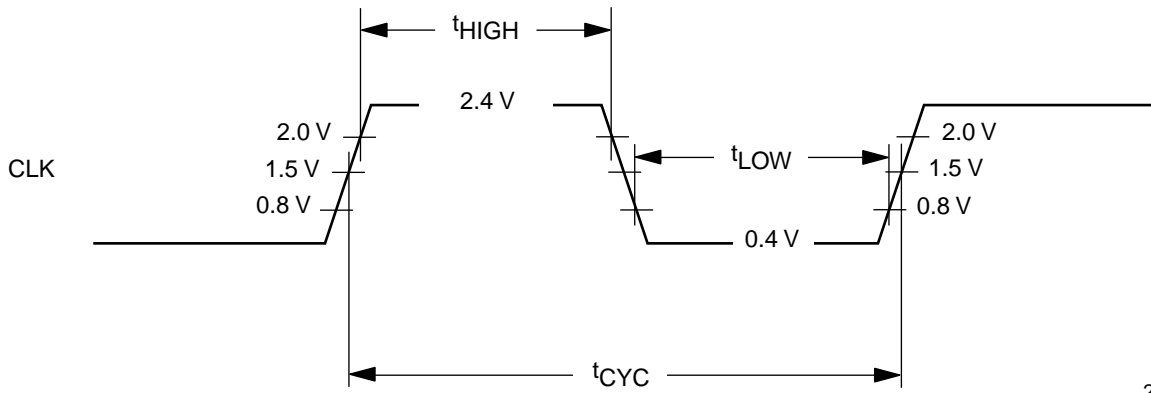 tHIGH
2.4 V
2.0 V
2.0 V
tLOW
CLK
1.5 V
1.5 V
0.8 V
0.8 V
0.4 V
tCYC